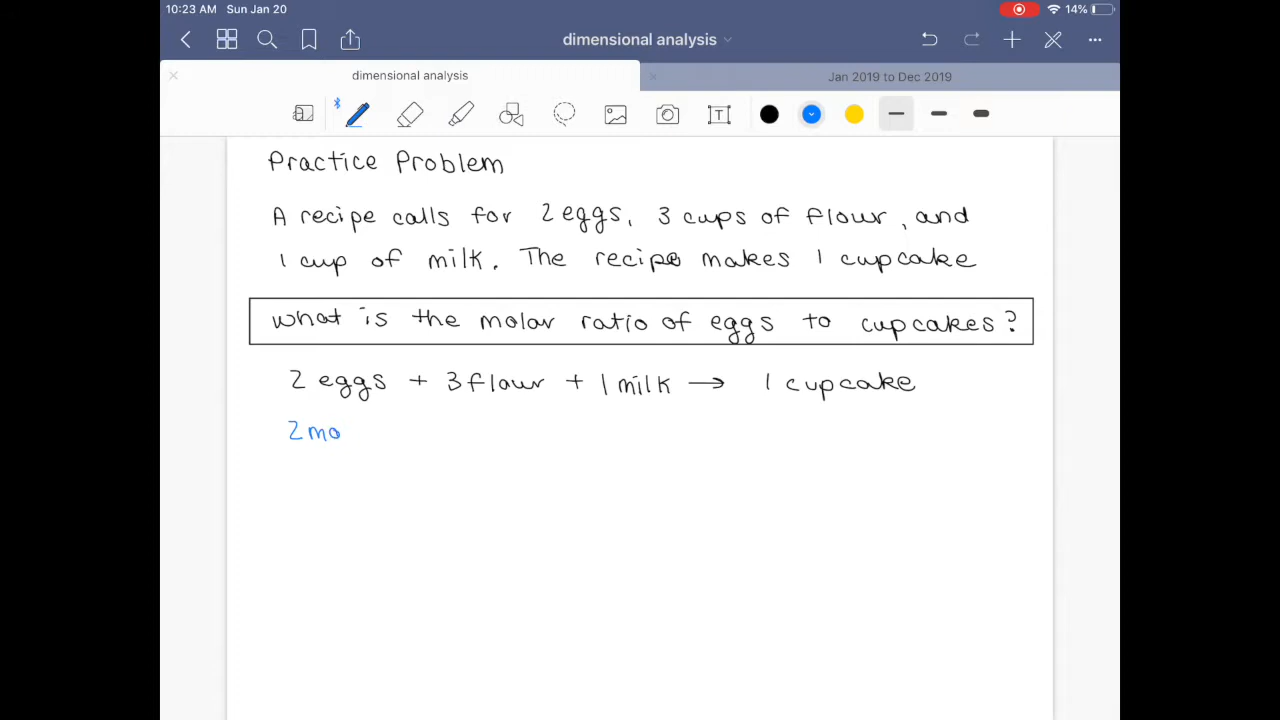 10:23 AM Sun Jan 20 14%
dimensional analysis
dimensional analysis Jan 2019 to Dec 2019
T
Practice Problem
A recipe calls for 2 eggs, 3 cups of flour, and
1 cup of milk. The recipe makes 1 cupcake
What is the molar ratio of eggs to cupcakes?
2 eggs + 3 flour + 1 milk → 1 cupcake
2 mo